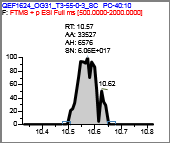 QEF1624_OG31_T3-55-0-3_SC PC-40:10
F: FTMS + p ESI Full ms [500.0000-2000.0000]
RT: 10.57
AA: 33527
AH: 6576
SN: 6.06E+017
100
80
60
40
20
0
10.62
10.4 10.5 10.6 10.7 10.8